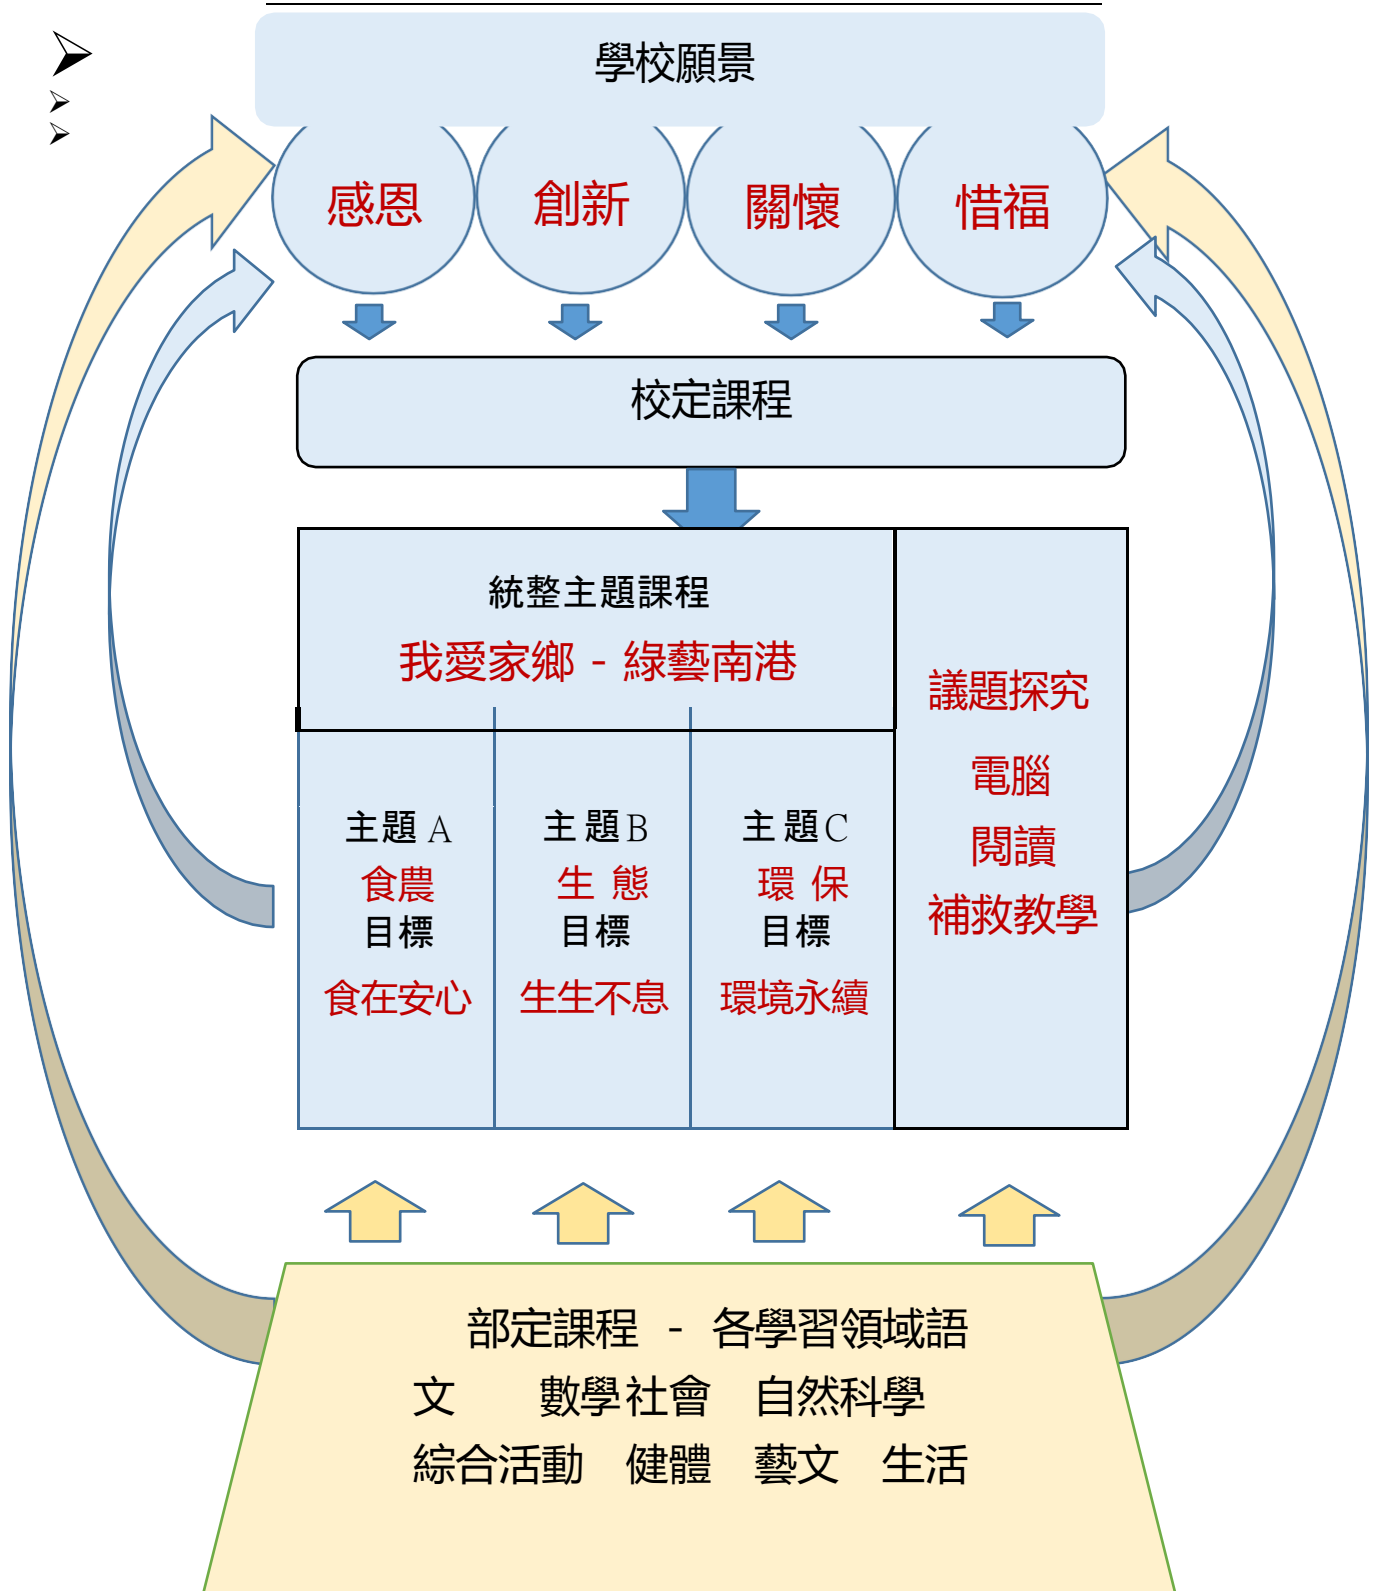 學校願景
感恩 創新 關懷 惜福
校定課程
統整主題課程
我愛家鄉 - 綠藝南港
主題 A
食農
目標
食在安心
主 題 B
生 態
目標
生生不息
主 題 C
環 保
目標
環境永續
議題探究
電腦
閱讀
補救教學
部定課程 - 各學習領域語
文 數學 社會 自然科學
綜合活動 健體 藝文 生活